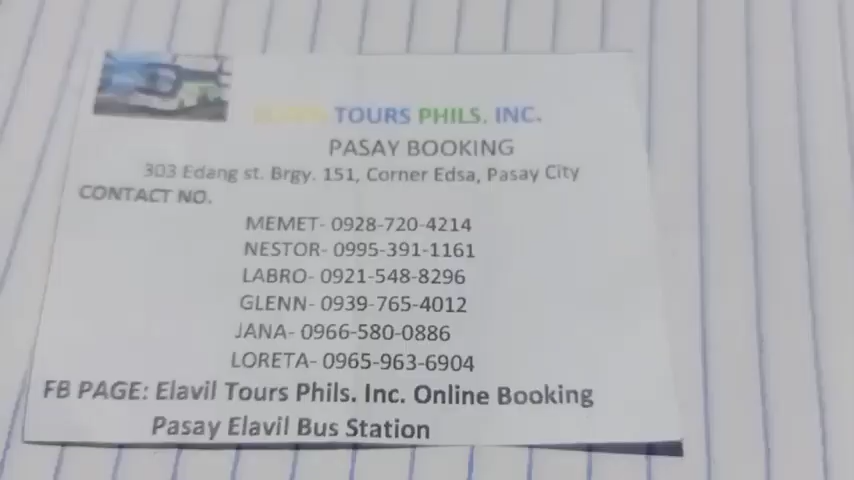 TOURS PHILS. INC.
PASAY BOOKING
303 Edang st. Brgy. 151, Corner Edsa, Pasay City
CONTACT NO.
MEMET- 0928-720-4214
NESTOR- 0995-391-1161
LABRO- 0921-548-8296
GLENN- 0939-765-4012
JANA- 0966-580-0886
LORETA- 0965-963-6904
FB PAGE: Elavil Tours Phils. Inc. Online Booking
Pasay Elavil Bus Station